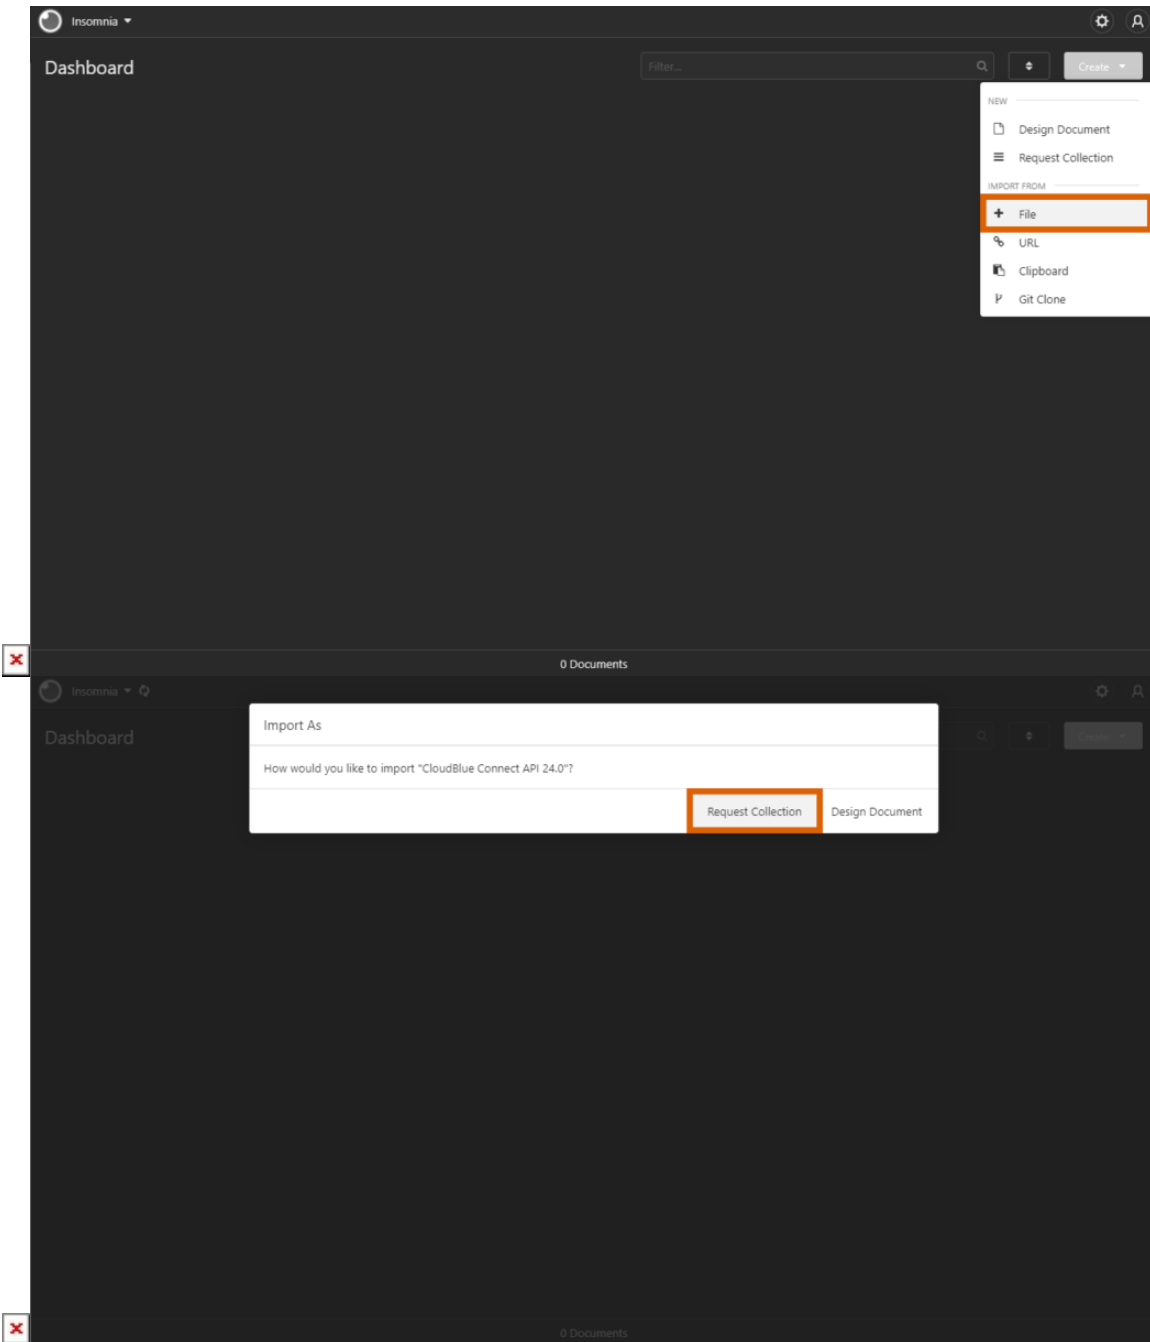 Insomnia
Dashboard
Filter...
Create
NEW
Design Document
Request Collection
IMPORT FROM
File
URL
Clipboard
Git Clone
0 Documents
Insomnia
Dashboard
Create
Import As
How would you like to import "CloudBlue Connect API 24.0"?
Request Collection Design Document
0 Documents